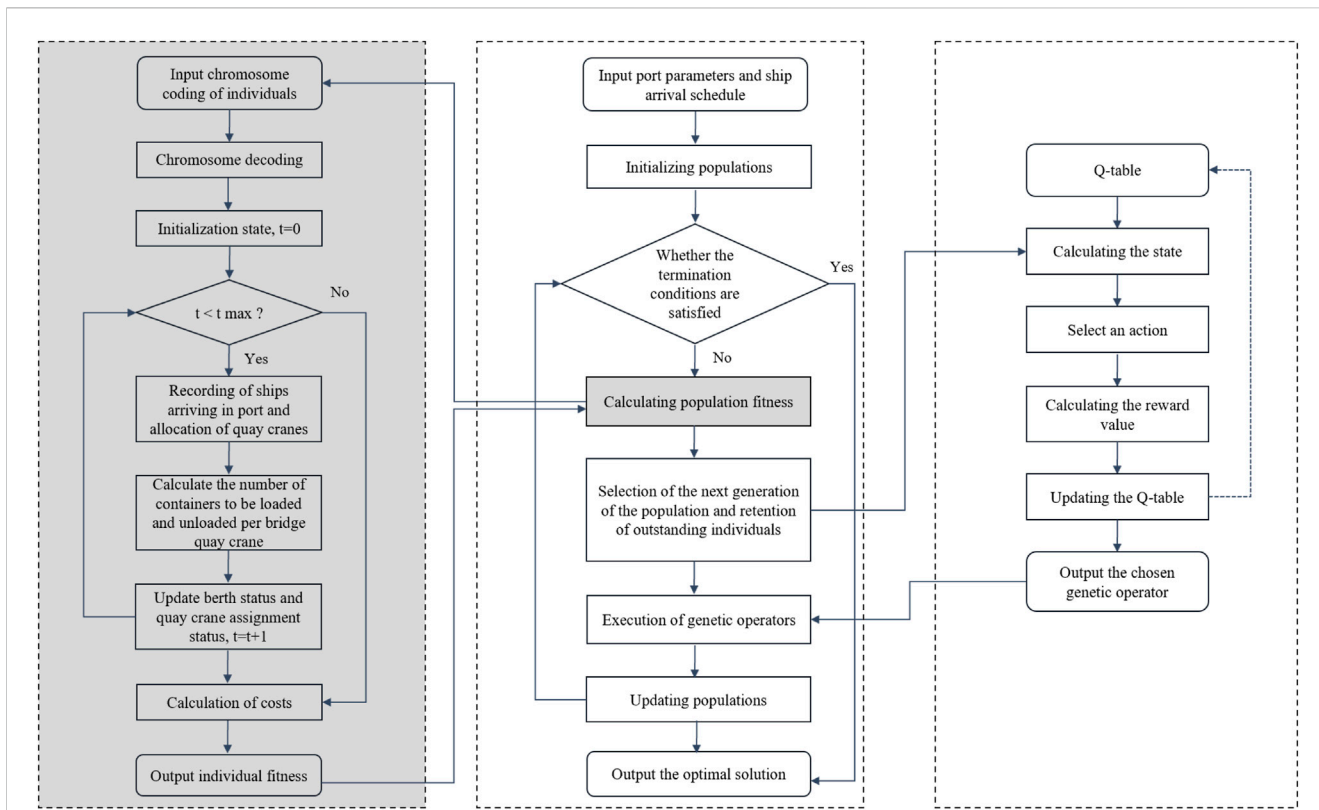 Input chromosome
coding of individuals
Chromosome decoding
Initialization state, t=0
t < t max ?
No
Yes
Recording of ships
arriving in port and
allocation of quay cranes
Calculate the number of
containers to be loaded
and unloaded per bridge
quay crane
Update berth status and
quay crane assignment
status, t=t+1
Calculation of costs
Output individual fitness
Input port parameters and ship
arrival schedule
Initializing populations
Whether the
termination
conditions are
satisfied
Yes
No
Calculating population fitness
Selection of the next generation
of the population and retention
of outstanding individuals
Execution of genetic operators
Updating populations
Output the optimal solution
Q-table
Calculating the state
Select an action
Calculating the reward
value
Updating the Q-table
Output the chosen
genetic operator